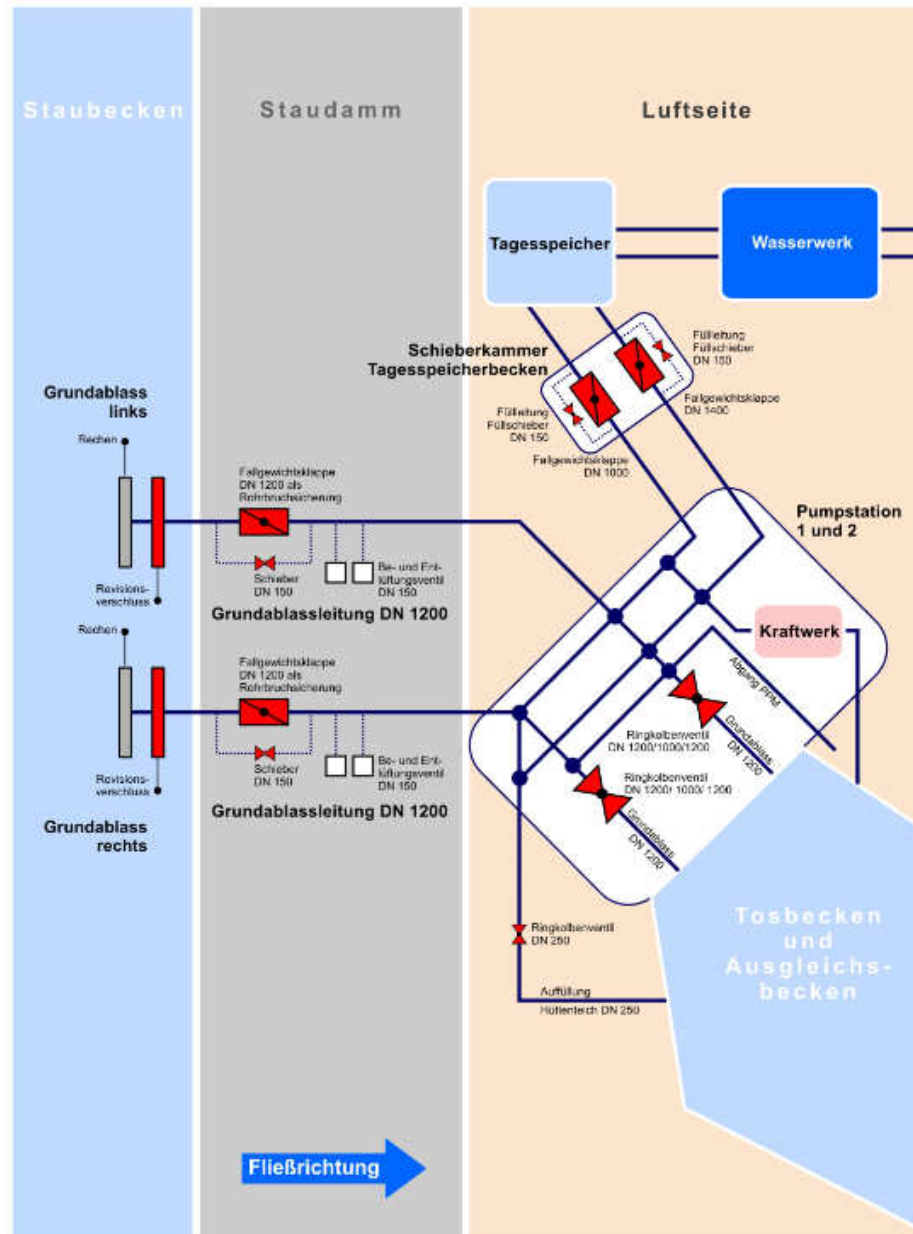 Staubecken
Staudamm
Luftseite
Tagesspeicher
Wasserwerk
Schieberkammer
Tagesspeicherbecken
Füllleitung
Füllschieber
DN 150
Füllleitung
Füllschieber
DN 150
Fallgewichtsklappe
DN 1400
Fallgewichtsklappe
DN 1000
Grundablass
links
Rechen
Revisions-
verschluss
Fallgewichtsklappe
DN 1200 als
Rohrbruchsicherung
Schieber
DN 150
Be- und Ent-
lüftungsventil
DN 150
Grundablassleitung DN 1200
Pumpstation
1 und 2
Kraftwerk
Abgang PPM
Rechen
Revisions-
verschluss
Grundablass
rechts
Fallgewichtsklappe
DN 1200 als
Rohrbruchsicherung
Schieber
DN 150
Be- und Ent-
lüftungsventil
DN 150
Grundablassleitung DN 1200
Ringkolbenventil
DN 1200/1000/1200
Grundablass
DN 1200
Ringkolbenventil
DN 1200/ 1000/ 1200
Grundablass
DN 1200
Ringkolbenventil
DN 250
Auffüllung
Hüttenteich DN 250
Tosbecken
und
Ausgleichs-
becken
Fließrichtung